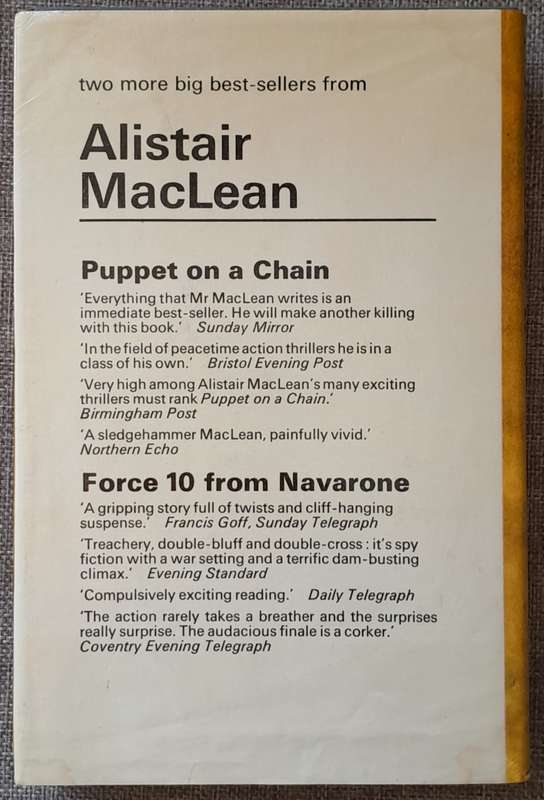 two more big best-sellers from
Alistair
MacLean
Puppet on a Chain
'Everything that Mr MacLean writes is an
immediate best-seller. He will make another killing
with this book.' Sunday Mirror
'In the field of peacetime action thrillers he is in a
class of his own.' Bristol Evening Post
'Very high among Alistair MacLean's many exciting
thrillers must rank Puppet on a Chain.'
Birmingham Post
'A sledgehammer MacLean, painfully vivid.'
Northern Echo
Force 10 from Navarone
'A gripping story full of twists and cliff-hanging
suspense.' Francis Goff, Sunday Telegraph
'Treachery, double-bluff and double-cross : it's spy
fiction with a war setting and a terrific dam-busting
climax.' Evening Standard
'Compulsively exciting reading.' Daily Telegraph
'The action rarely takes a breather and the surprises
really surprise. The audacious finale is a corker.'
Coventry Evening Telegraph